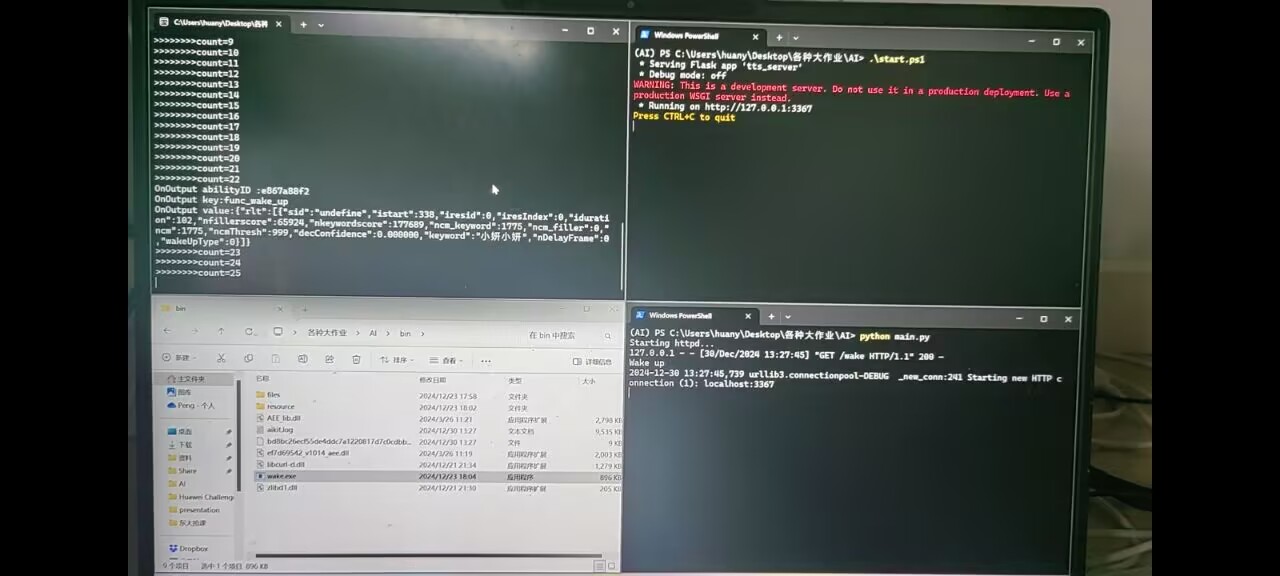 C:\Users\huany\Desktop\各种
>>>>>>>>count=9
>>>>>>>>count=10
>>>>>>>>count=11
>>>>>>>>count=12
>>>>>>>>count=13
>>>>>>>>count=14
>>>>>>>>count=15
>>>>>>>>count=16
>>>>>>>>count=17
>>>>>>>>count=18
>>>>>>>>count=19
>>>>>>>>count=20
>>>>>>>>count=21
>>>>>>>>count=22
OnOutput abilityID :e867a88f2
OnOutput key:func_wake_up
OnOutput value:{"rlt":[{"sid":"undefine","istart":338,"iresid":0,"iresIndex":0,"idurati
on":102,"nfillerscore":65924,"nkeywordscore":177689,"ncm_keyword":1775,"ncm_filler":0,"
ncm":1775,"ncmThresh":999,"decConfidence":0.000000,"keyword":"小妍小妍","nDelayFrame":0
,"wakeUpType":0}]}
>>>>>>>>count=23
>>>>>>>>count=24
>>>>>>>>count=25
Windows PowerShell
(AI) PS C:\Users\huany\Desktop\各种大作业\AI> .\start.ps1
* Serving Flask app 'tts_server'
* Debug mode: off
WARNING: This is a development server. Do not use it in a production deployment. Use a
production WSGI server instead.
* Running on http://127.0.0.1:3367
Press CTRL+C to quit
bin
各种大作业 > AI > bin >
在 bin 中搜索
新建
排序
查看
详细信息
主文件夹
图库
Peng - 个人
桌面
下载
资料
Share
AI
Huawei Challeng
presentation
Dropbox
名称 修改日期 类型 大小
files 2024/12/23 17:58 文件夹
resource 2024/12/23 18:02 文件夹
AEE_lib.dll 2024/3/26 11:21 应用程序扩展 2,798 KB
aikit.log 2024/12/30 13:27 文本文档 9,535 KB
2024/12/30 13:27 文件 9 KB
ef7d69542_v1014_aee.dll 2024/3/26 11:19 应用程序扩展 2,003 KB
libcurl-d.dll 2024/12/21 21:34 应用程序扩展 1,279 KB
wake.exe 2024/12/23 18:04 应用程序 896 KB
zlibd1.dll 2024/12/21 21:30 应用程序扩展 205 KB
9 个项目 选中 1 个项目 896 KB
Windows PowerShell
(AI) PS C:\Users\huany\Desktop\各种大作业\AI> python main.py
Starting httpd...
127.0.0.1 - - [30/Dec/2024 13:27:45] "GET /wake HTTP/1.1" 200 -
Wake up
2024-12-30 13:27:45,739 urllib3.connectionpool-DEBUG _new_conn:241 Starting new HTTP c
onnection (1): localhost:3367